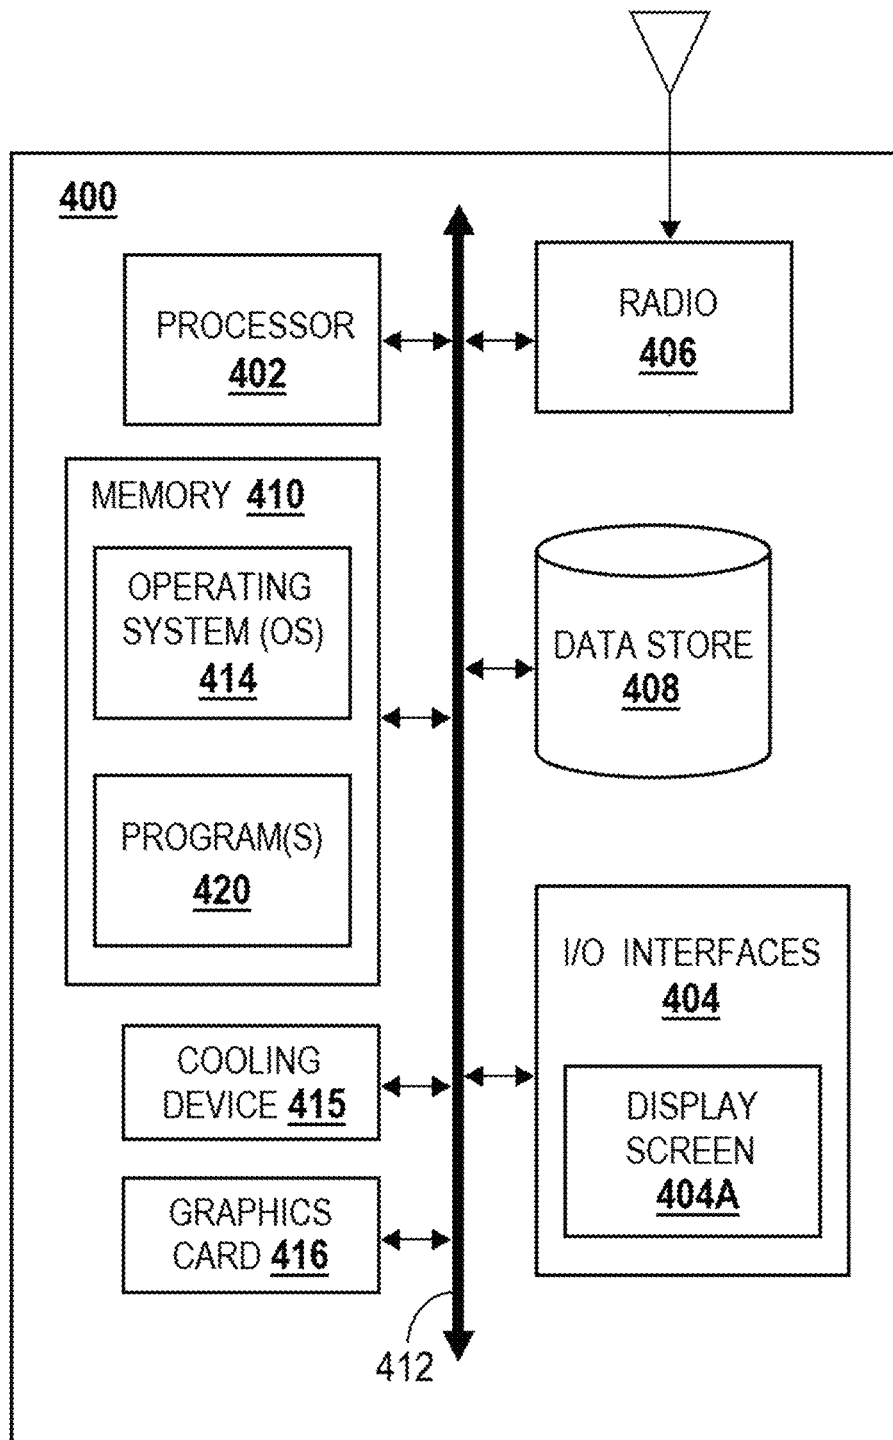 400
PROCESSOR
402
RADIO
406
MEMORY 410
OPERATING
SYSTEM (OS)
414
PROGRAM(S)
420
DATA STORE
408
I/O INTERFACES
404
DISPLAY
SCREEN
404A
COOLING
DEVICE 415
GRAPHICS
CARD 416
412